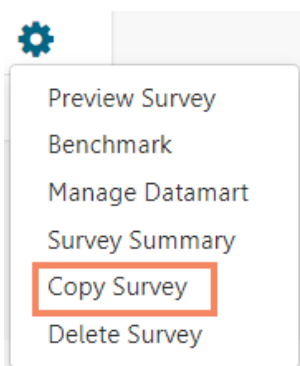 Preview Survey
Benchmark
Manage Datamart
Survey Summary
Copy Survey
Delete Survey